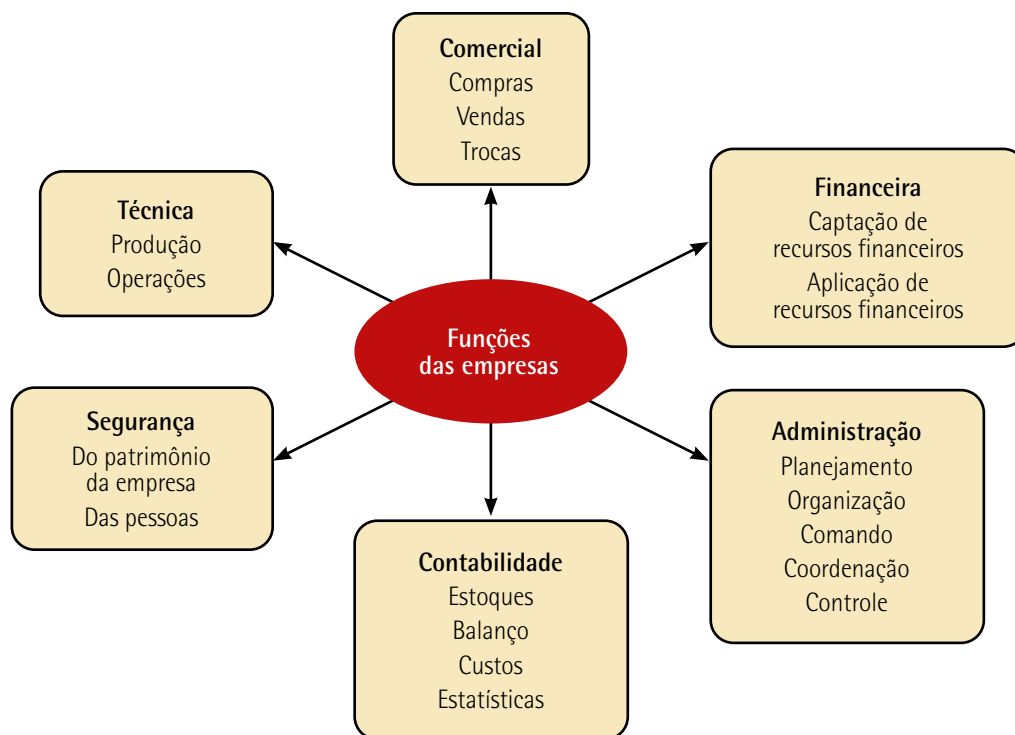 Comercial
Compras
Vendas
Trocas
Técnica
Produção
Operações
Financeira
Captação de
recursos financeiros
Aplicação de
recursos financeiros
Funções
das empresas
Segurança
Do patrimônio
da empresa
Das pessoas
Administração
Planejamento
Organização
Comando
Coordenação
Controle
Contabilidade
Estoques
Balanço
Custos
Estatísticas